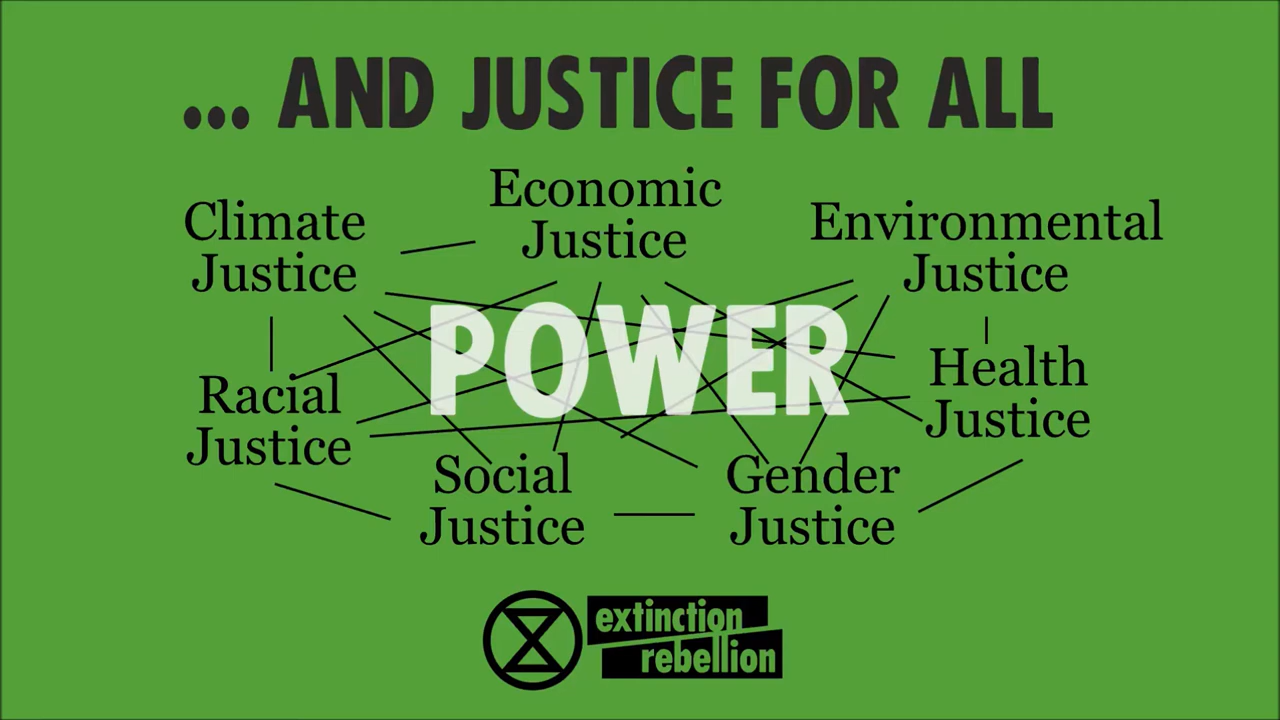 ... AND JUSTICE FOR ALL
Climate
Justice
Economic
Justice
Environmental
Justice
POWER
Racial
Justice
Health
Justice
Social
Justice
Gender
Justice
extinction
rebellion